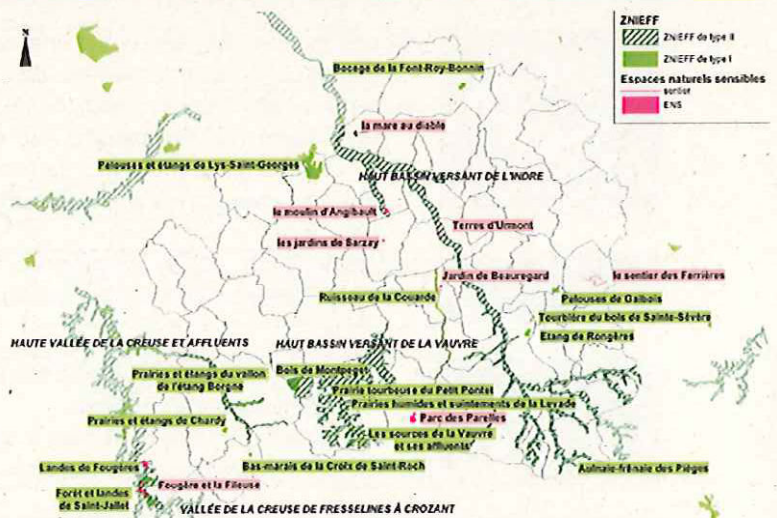 N
ZNIEFF
ZNIEFF de type II
ZNIEFF de type I
Espaces naturels sensibles
sentier
ENS
Bocage de la Font-Roy-Bonnin
la mare au diable
Pelouses et étangs de Lys-Saint-Georges
HAUT BASSIN VERSANT DE L'INDRE
le moulin d'Angibault
Terres d'Urmont
les jardins de Sarzay
Jardin de Beauregard
le sentier des Ferrières
Ruisseau de la Couarde
Pelouses de Galbois
Tourbière du bois de Sainte-Sévère
Etang de Rongères
HAUTE VALLÉE DE LA CREUSE ET AFFLUENTS
HAUT BASSIN VERSANT DE LA VAUVRE
Prairies et étangs du vallon
de l'étang Borgne
Bois de Montpeget
Prairie tourbeuse du Petit Pontet
Prairies humides et suintements de la Levade
Prairies et étangs de Chardy
Parc des Parelles
Les sources de la Vauvre
et ses affluents
Landes de Fougères
Fougère et la Fileuse
Bas-marais de la Croix de Saint-Roch
Aulnaie-frênaie des Pièges
Forêt et landes
de Saint-Jallet
VALLÉE DE LA CREUSE DE FRESSELINES À CROZANT